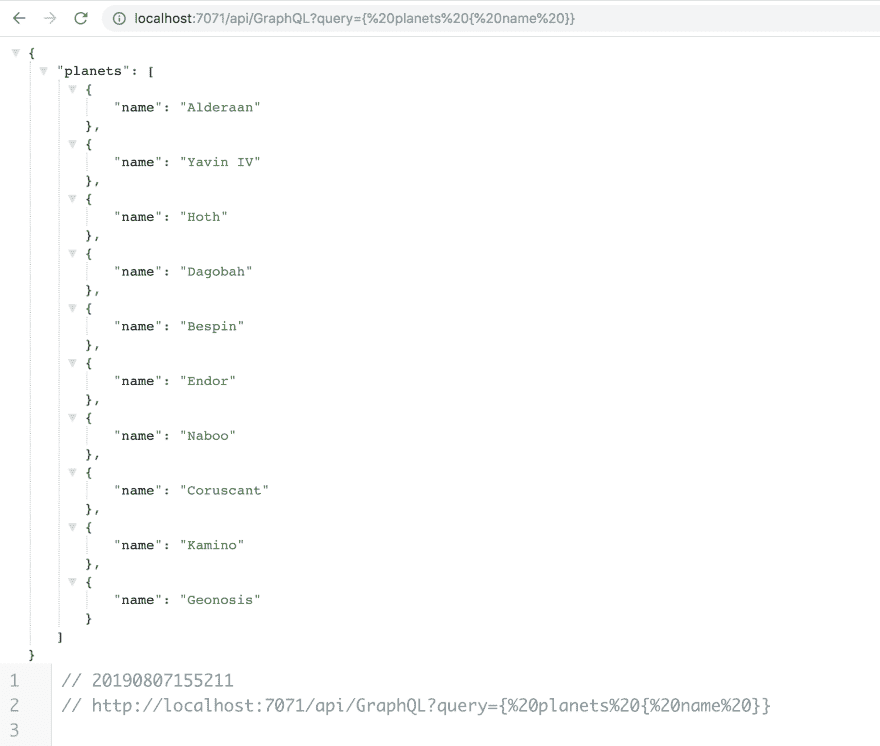 localhost:7071/api/GraphQL?query={%20planets%20{%20name%20}}
{
"planets": [
{
"name": "Alderaan"
},
{
"name": "Yavin IV"
},
{
"name": "Hoth"
},
{
"name": "Dagobah"
},
{
"name": "Bespin"
},
{
"name": "Endor"
},
{
"name": "Naboo"
},
{
"name": "Coruscant"
},
{
"name": "Kamino"
},
{
"name": "Geonosis"
}
]
}
1 // 20190807155211
2 // http://localhost:7071/api/GraphQL?query={%20planets%20{%20name%20}}
3